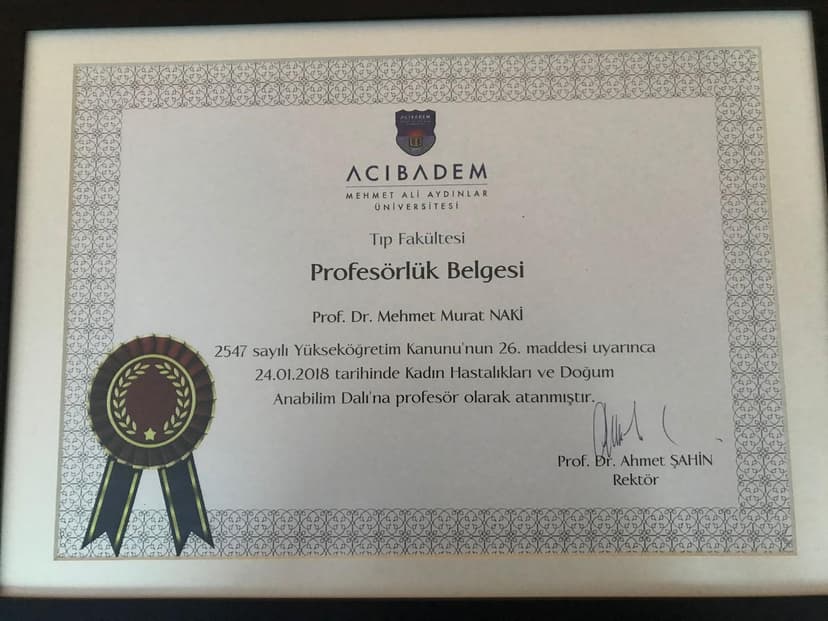 ACIBADEM
ACIBADEM
MEHMET ALİ AYDINLAR
ÜNİVERSİTESİ
Tıp Fakültesi
Profesörlük Belgesi
Prof. Dr. Mehmet Murat NAKİ
2547 sayılı Yükseköğretim Kanunu'nun 26. maddesi uyarınca
24.01.2018 tarihinde Kadın Hastalıkları ve Doğum
Anabilim Dalı'na profesör olarak atanmıştır.
Prof. Dr. Ahmet ŞAHİN
Rektör